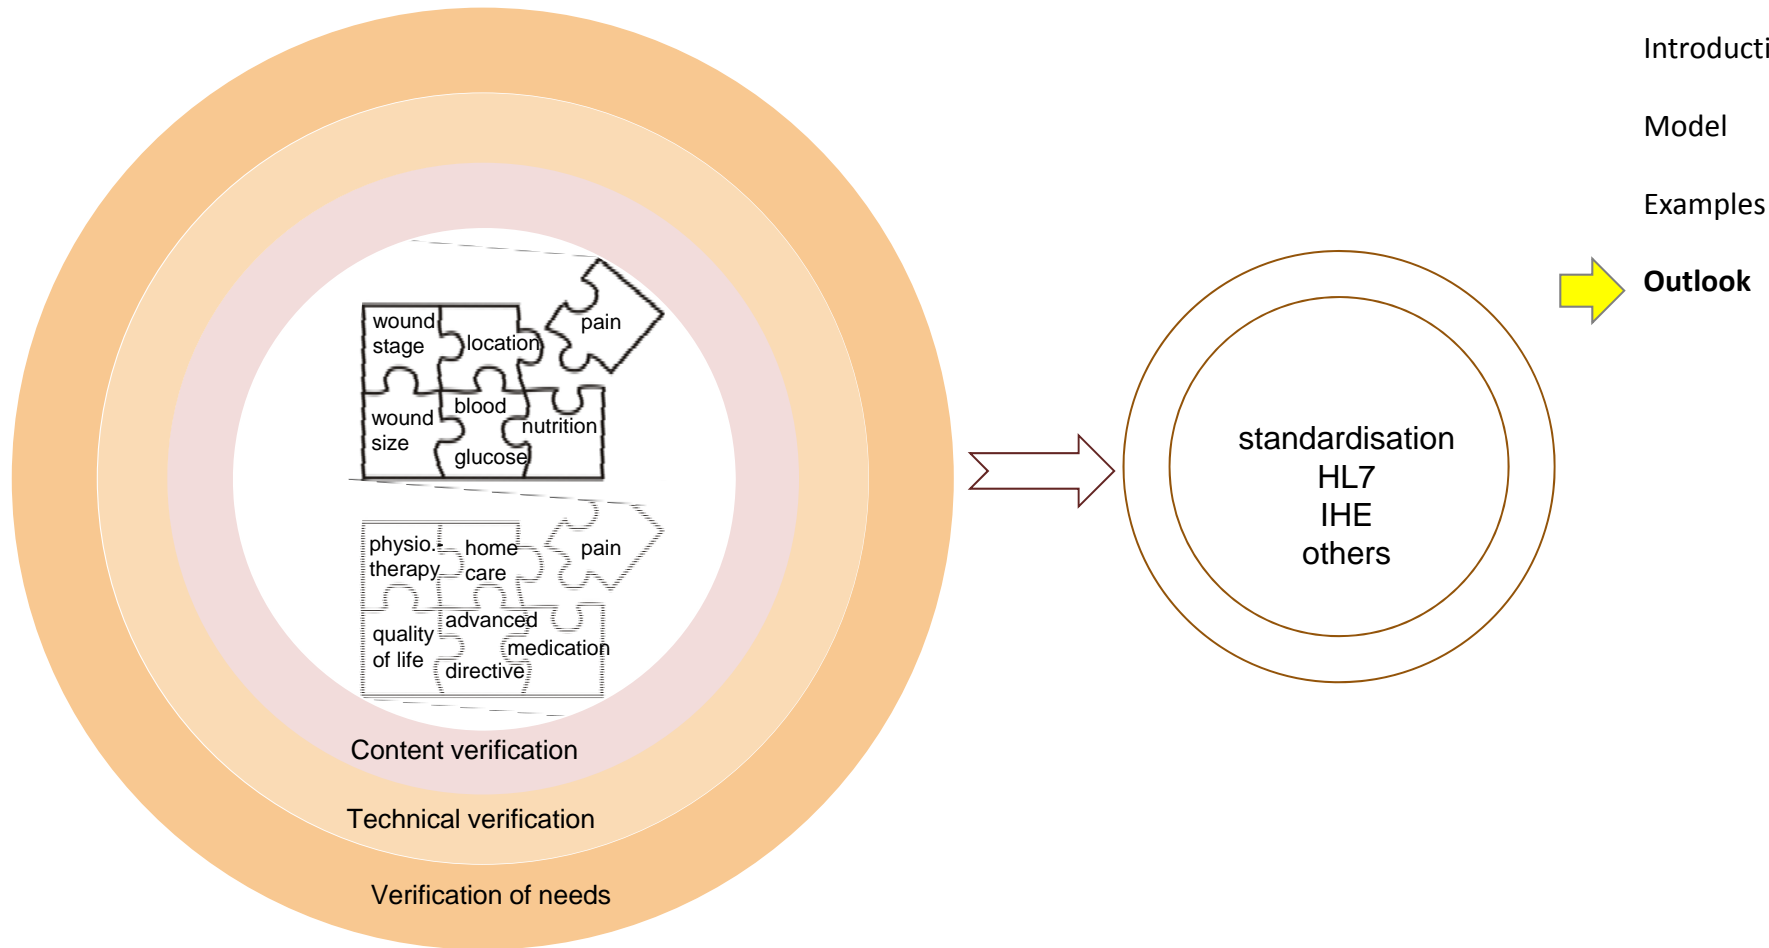 wound
stage
location
pain
wound
size
blood
glucose
nutrition
physio.-
therapy
home
care
pain
quality
of life
advanced
directive
medication
Content verification
Technical verification
Verification of needs
standardisation
HL7
IHE
others
Introducti
Model
Examples
Outlook